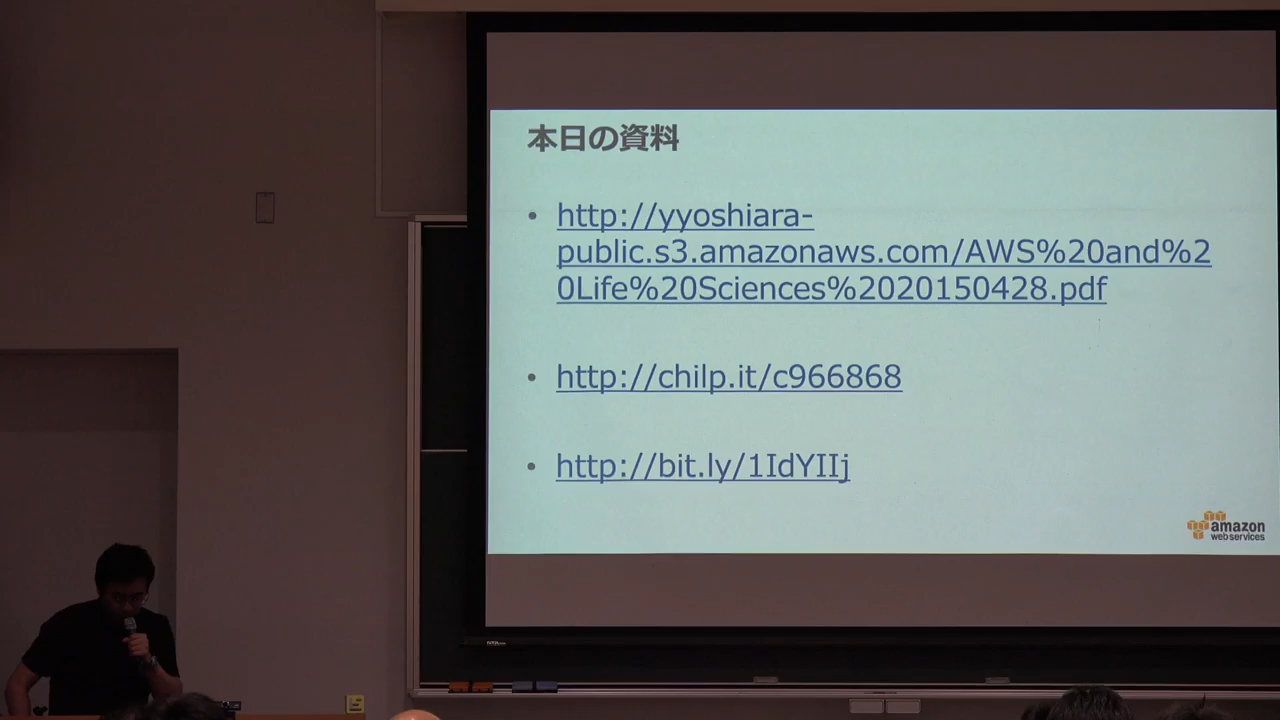 本日の資料
• http://yyoshiara-
public.s3.amazonaws.com/AWS%20and%2
0Life%20Sciences%2020150428.pdf
• http://chilp.it/c966868
• http://bit.ly/1IdYIIj
amazon
web services